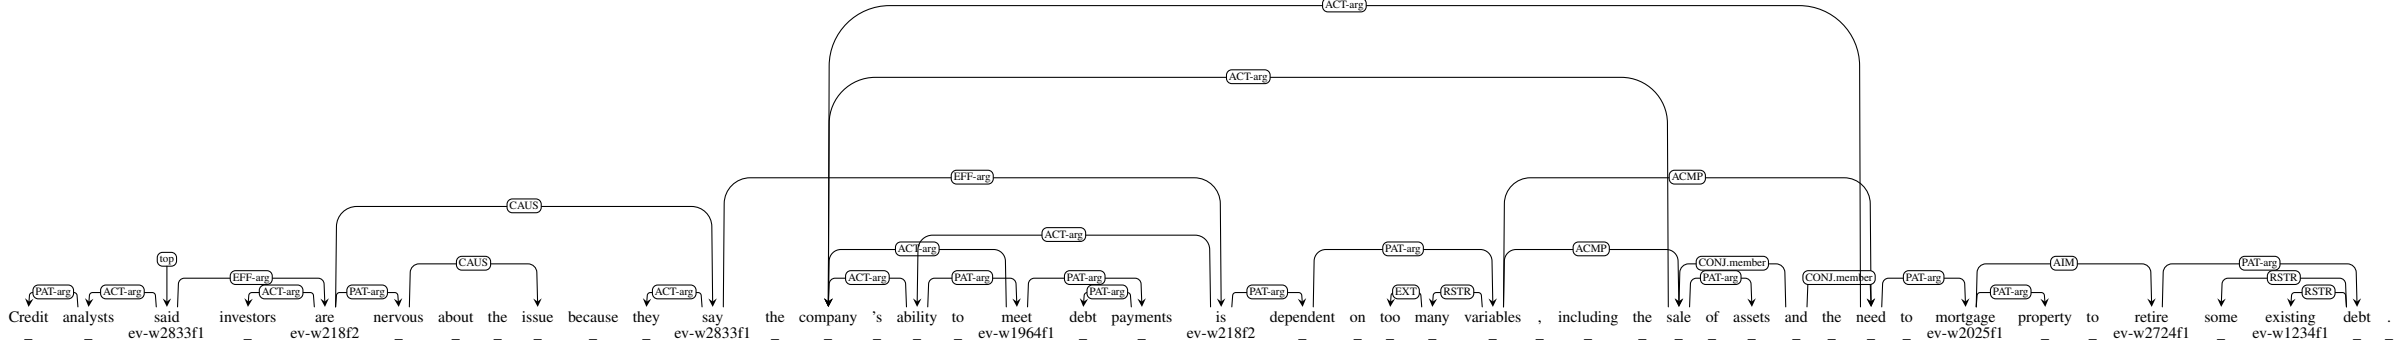 ACT-arg
ACT-arg
EFF-arg ACMP
CAUS
ACT-arg
ACT-arg PAT-arg ACMP
top CAUS CONJ.member AIM PAT-arg
EFF-arg ACT-arg PAT-arg PAT-arg PAT-arg CONJ.member PAT-arg RSTR
PAT-arg ACT-arg ACT-arg PAT-arg ACT-arg PAT-arg PAT-arg EXT RSTR PAT-arg RSTR
Credit analysts said investors are nervous about the issue because they say the company 's ability to meet debt payments is dependent on too many variables , including the sale of assets and the need to mortgage property to retire some existing debt .
_ _ ev-w2833f1 _ ev-w218f2 _ _ _ _ _ _ ev-w2833f1 _ _ _ _ _ ev-w1964f1 _ _ ev-w218f2 _ _ _ _ _ _ _ _ _ _ _ _ _ _ _ ev-w2025f1 _ _ ev-w2724f1 _ ev-w1234f1 _ _